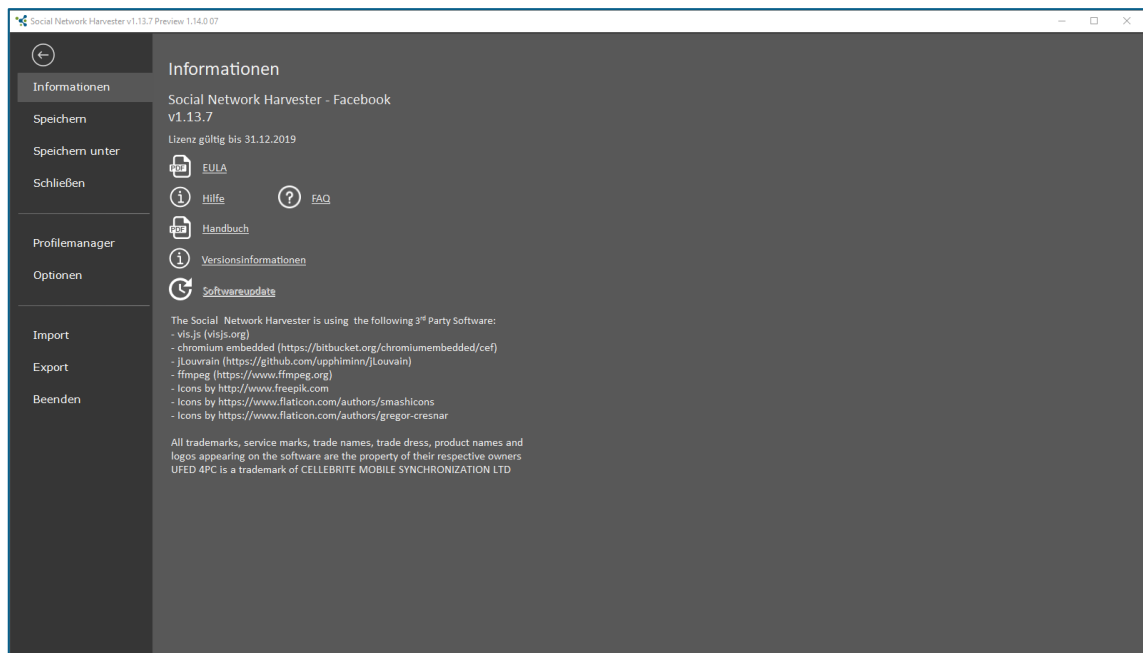 Social Network Harvester v1.13.7 Preview 1.14.0 07
Informationen
Speichern
Speichern unter
Schließen
Profilemanager
Optionen
Import
Export
Beenden
Informationen
Social Network Harvester - Facebook
v1.13.7
Lizenz gültig bis 31.12.2019
PDF EULA
Hilfe FAQ
PDF Handbuch
Versionsinformationen
Softwareupdate
The Social Network Harvester is using the following 3rd Party Software:
- vis.js (visjs.org)
- chromium embedded (https://bitbucket.org/chromiumembedded/cef)
- jLouvrain (https://github.com/upphiminn/jLouvain)
- ffmpeg (https://www.ffmpeg.org)
- Icons by http://www.freepik.com
- Icons by https://www.flaticon.com/authors/smashicons
- Icons by https://www.flaticon.com/authors/gregor-cresnar
All trademarks, service marks, trade names, trade dress, product names and
logos appearing on the software are the property of their respective owners
UFED 4PC is a trademark of CELLEBRITE MOBILE SYNCHRONIZATION LTD